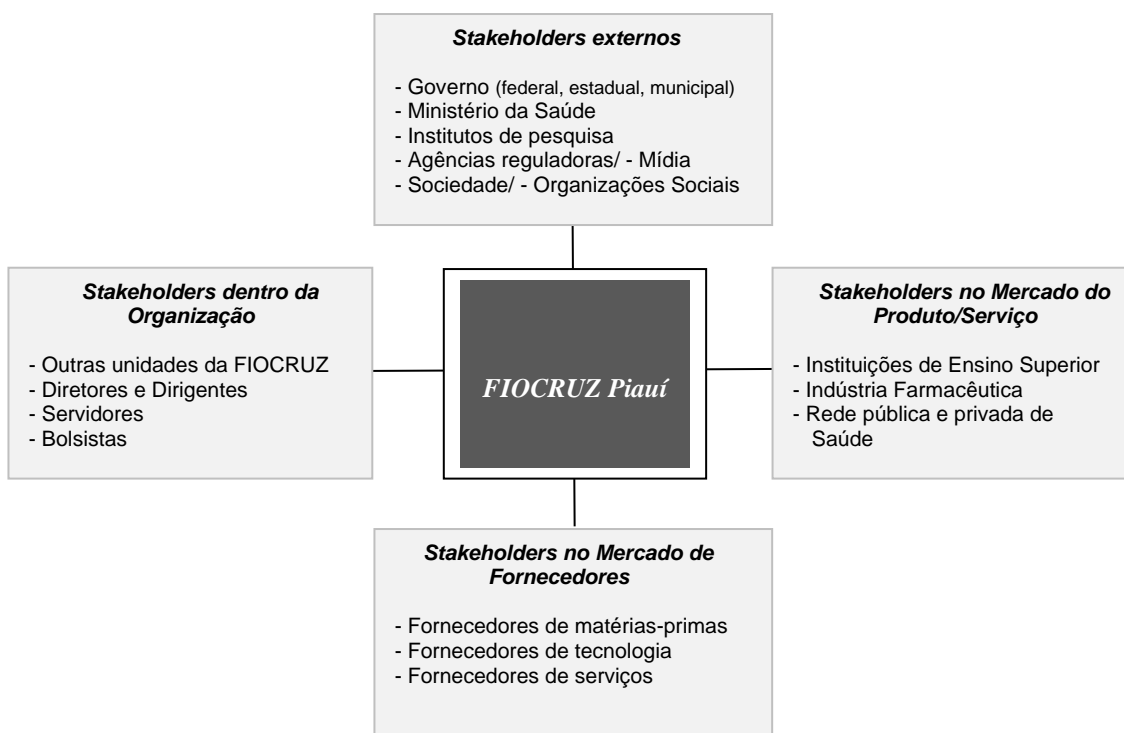 Stakeholders externos
- Governo (federal, estadual, municipal)
- Ministério da Saúde
- Institutos de pesquisa
- Agências reguladoras/ - Mídia
- Sociedade/ - Organizações Sociais
Stakeholders dentro da
Organização
- Outras unidades da FIOCRUZ
- Diretores e Dirigentes
- Servidores
- Bolsistas
FIOCRUZ Piauí
Stakeholders no Mercado do
Produto/Serviço
- Instituições de Ensino Superior
- Indústria Farmacêutica
- Rede pública e privada de
Saúde
Stakeholders no Mercado de
Fornecedores
- Fornecedores de matérias-primas
- Fornecedores de tecnologia
- Fornecedores de serviços